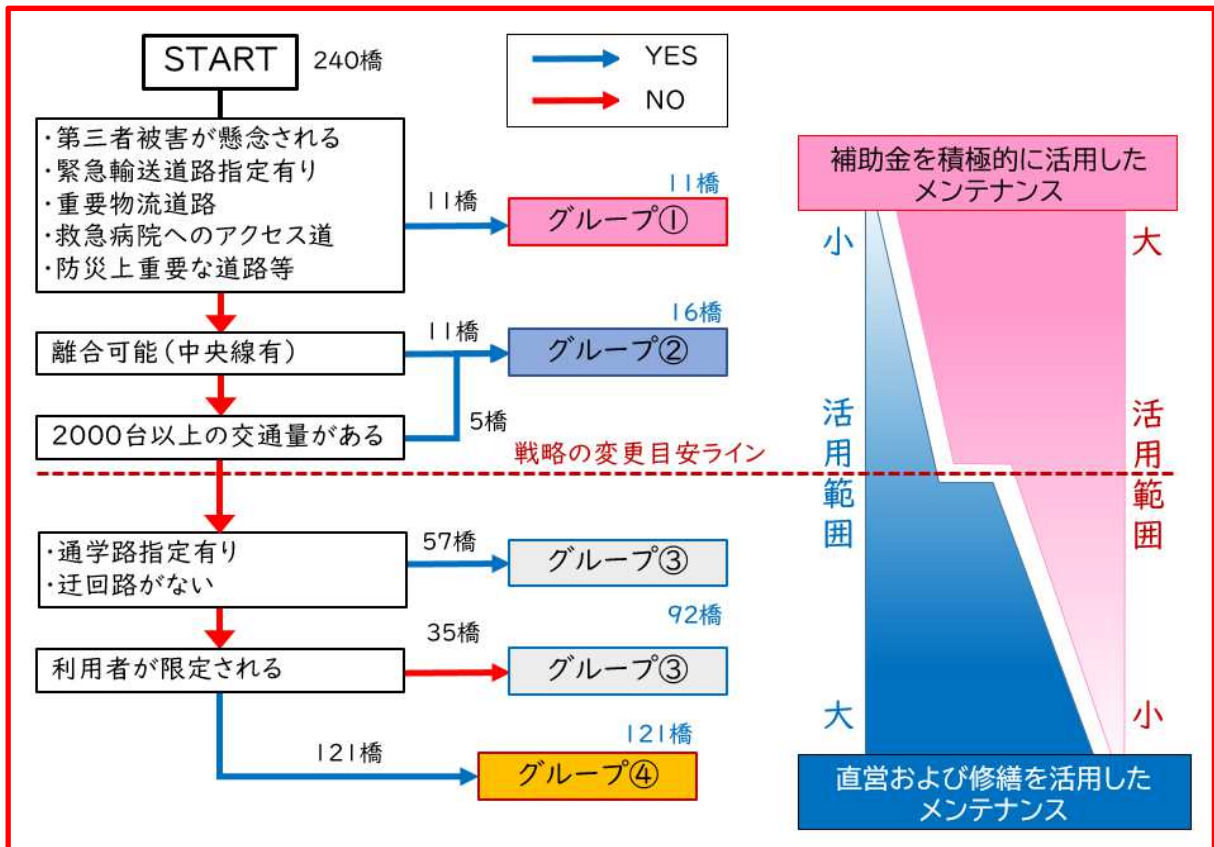 START 240橋
YES
NO
・第三者被害が懸念される
・緊急輸送道路指定有り
・重要物流道路
・救急病院へのアクセス道
・防災上重要な道路等
11橋
11橋
グループ①
離合可能(中央線有)
11橋
16橋
グループ②
2000台以上の交通量がある
5橋
戦略の変更目安ライン
・通学路指定有り
・迂回路がない
57橋
グループ③
92橋
利用者が限定される
35橋
グループ③
121橋
121橋
グループ④
補助金を積極的に活用した
メンテナンス
小
活用範囲
大
大
活用範囲
小
直営および修繕を活用した
メンテナンス